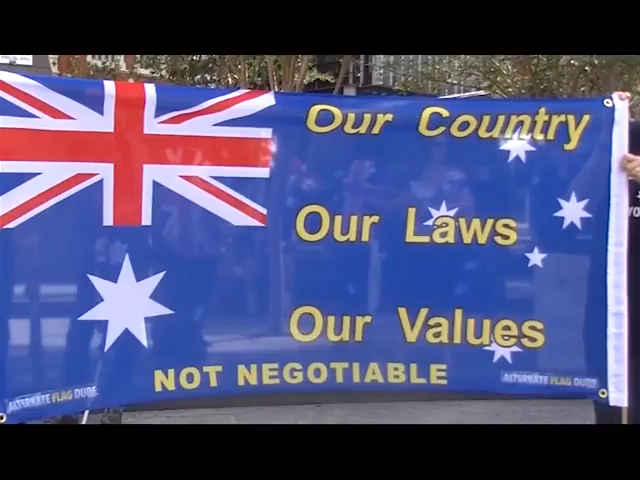 Our Country
Our Laws
Our Values
NOT NEGOTIABLE
ALTERNATE FLAG DUDE
ALTERNATE FLAG DUDE